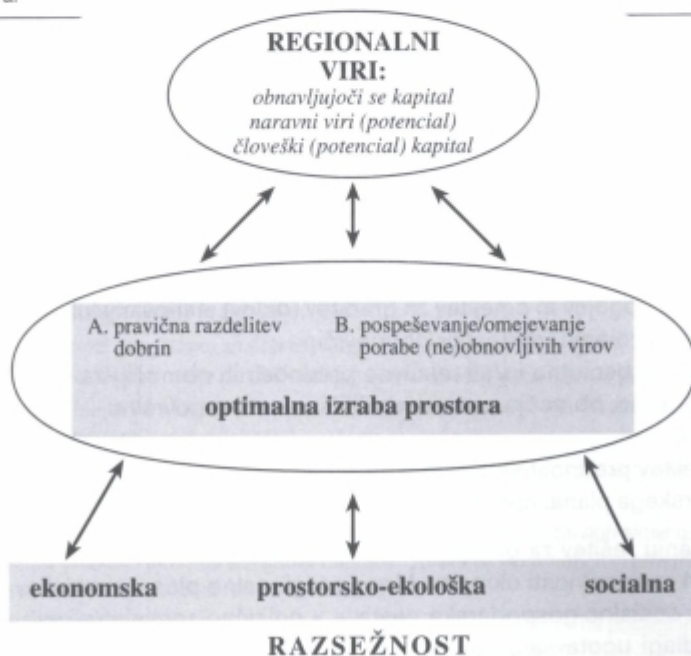 REGIONALNI
VIRI:
obnavljujoči se kapital
naravni viri (potencial)
človeški (potencial) kapital
A. pravična razdelitev
dobrin
B. pospeševanje/omejevanje
porabe (ne)obnovljivih virov
optimalna izraba prostora
ekonomska prostorsko-ekološka socialna
RAZSEŽNOST